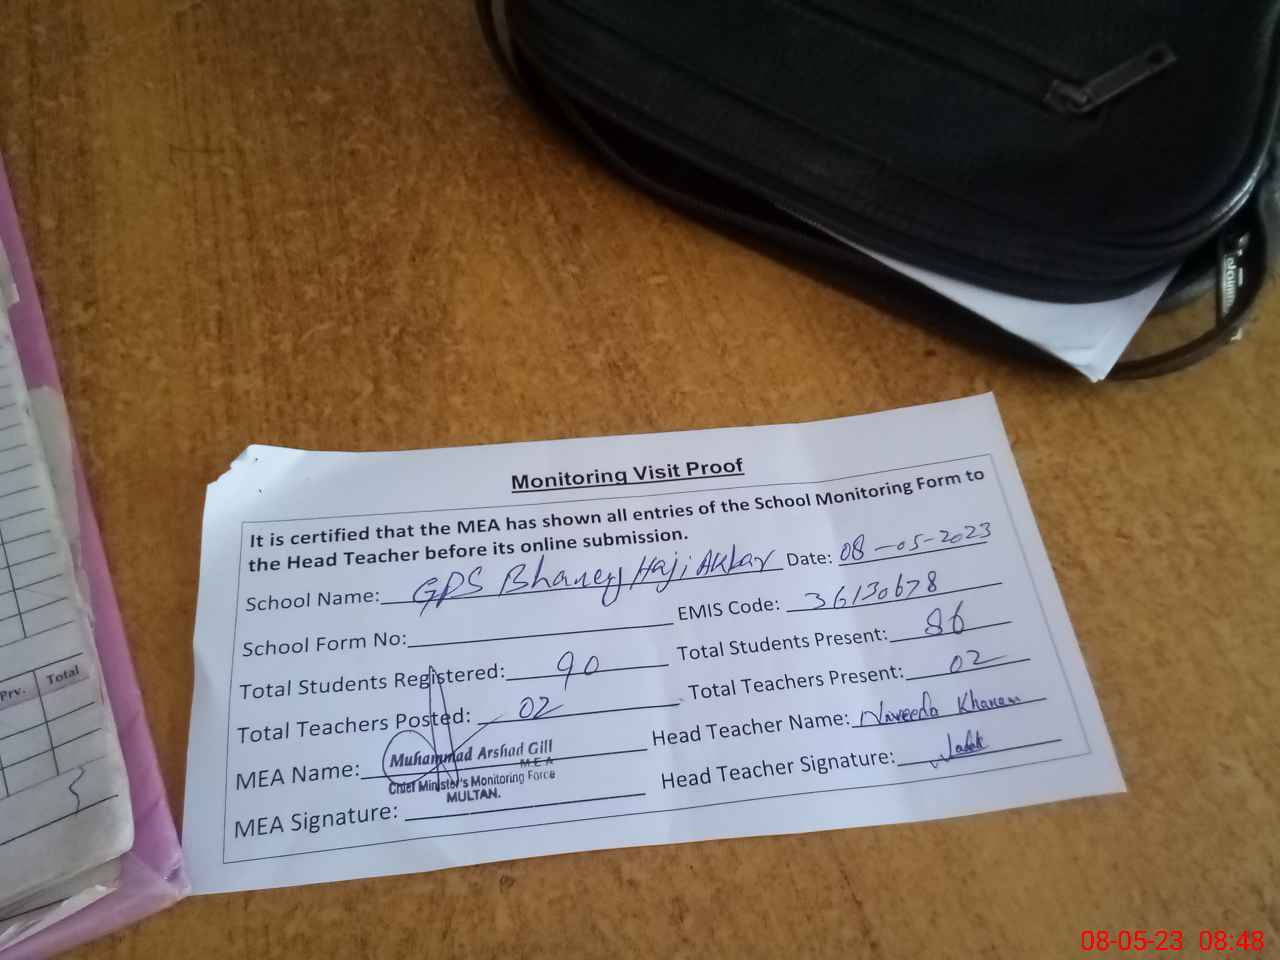 Monitoring Visit Proof
It is certified that the MEA has shown all entries of the School Monitoring Form to
the Head Teacher before its online submission.
School Name: GPS Bhanery Haji Akbar Date: 08-05-2023
School Form No: EMIS Code: 36130678
Total Students Registered: 90 Total Students Present: 86
Total Teachers Posted: 02 Total Teachers Present: 02
MEA Name: Muhammad Arshad Gill Head Teacher Name: Naveeda Khanam
MEA
Chief Minister's Monitoring Force
MULTAN.
MEA Signature: Head Teacher Signature:
Prv. Total
08-05-23 08:48